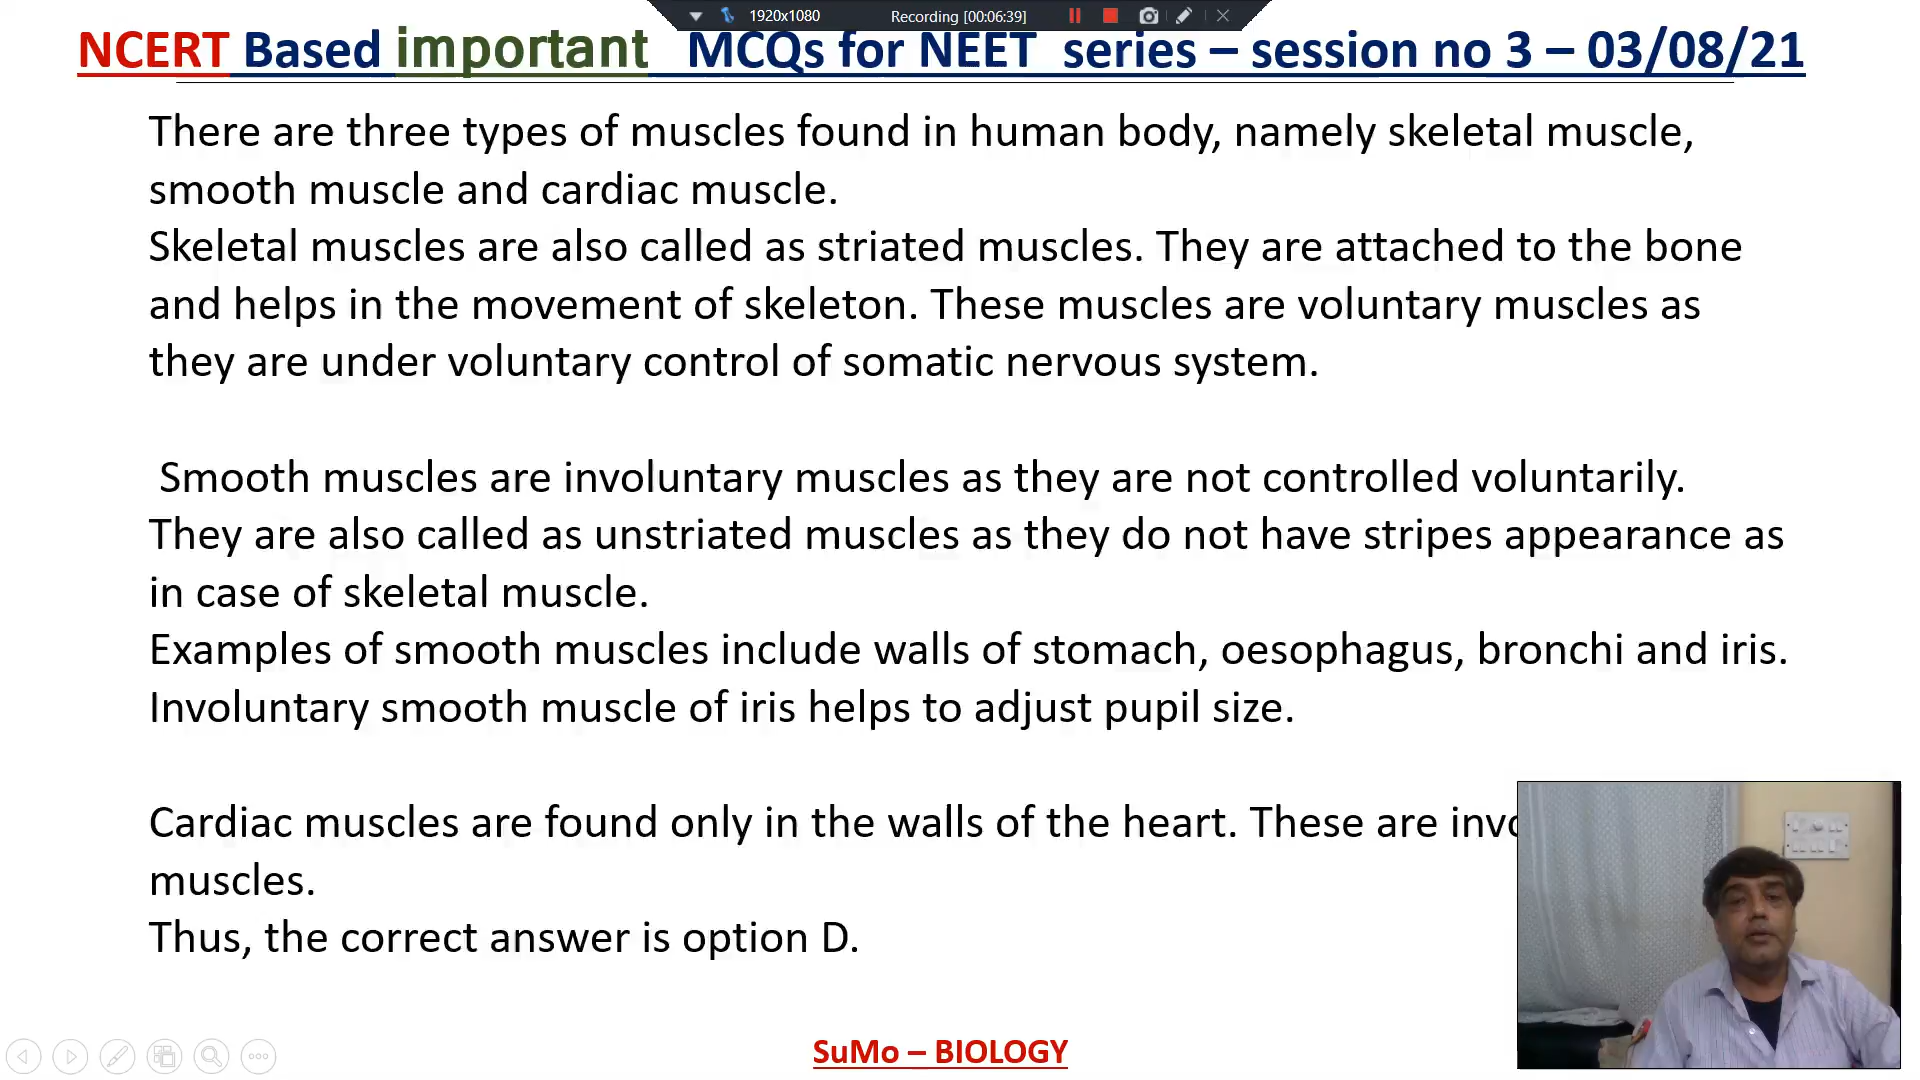 1920x1080 Recording [00:06:39]
NCERT Based important MCQs for NEET series – session no 3 – 03/08/21
There are three types of muscles found in human body, namely skeletal muscle,
smooth muscle and cardiac muscle.
Skeletal muscles are also called as striated muscles. They are attached to the bone
and helps in the movement of skeleton. These muscles are voluntary muscles as
they are under voluntary control of somatic nervous system.
Smooth muscles are involuntary muscles as they are not controlled voluntarily.
They are also called as unstriated muscles as they do not have stripes appearance as
in case of skeletal muscle.
Examples of smooth muscles include walls of stomach, oesophagus, bronchi and iris.
Involuntary smooth muscle of iris helps to adjust pupil size.
Cardiac muscles are found only in the walls of the heart. These are
muscles.
Thus, the correct answer is option D.
SuMo – BIOLOGY